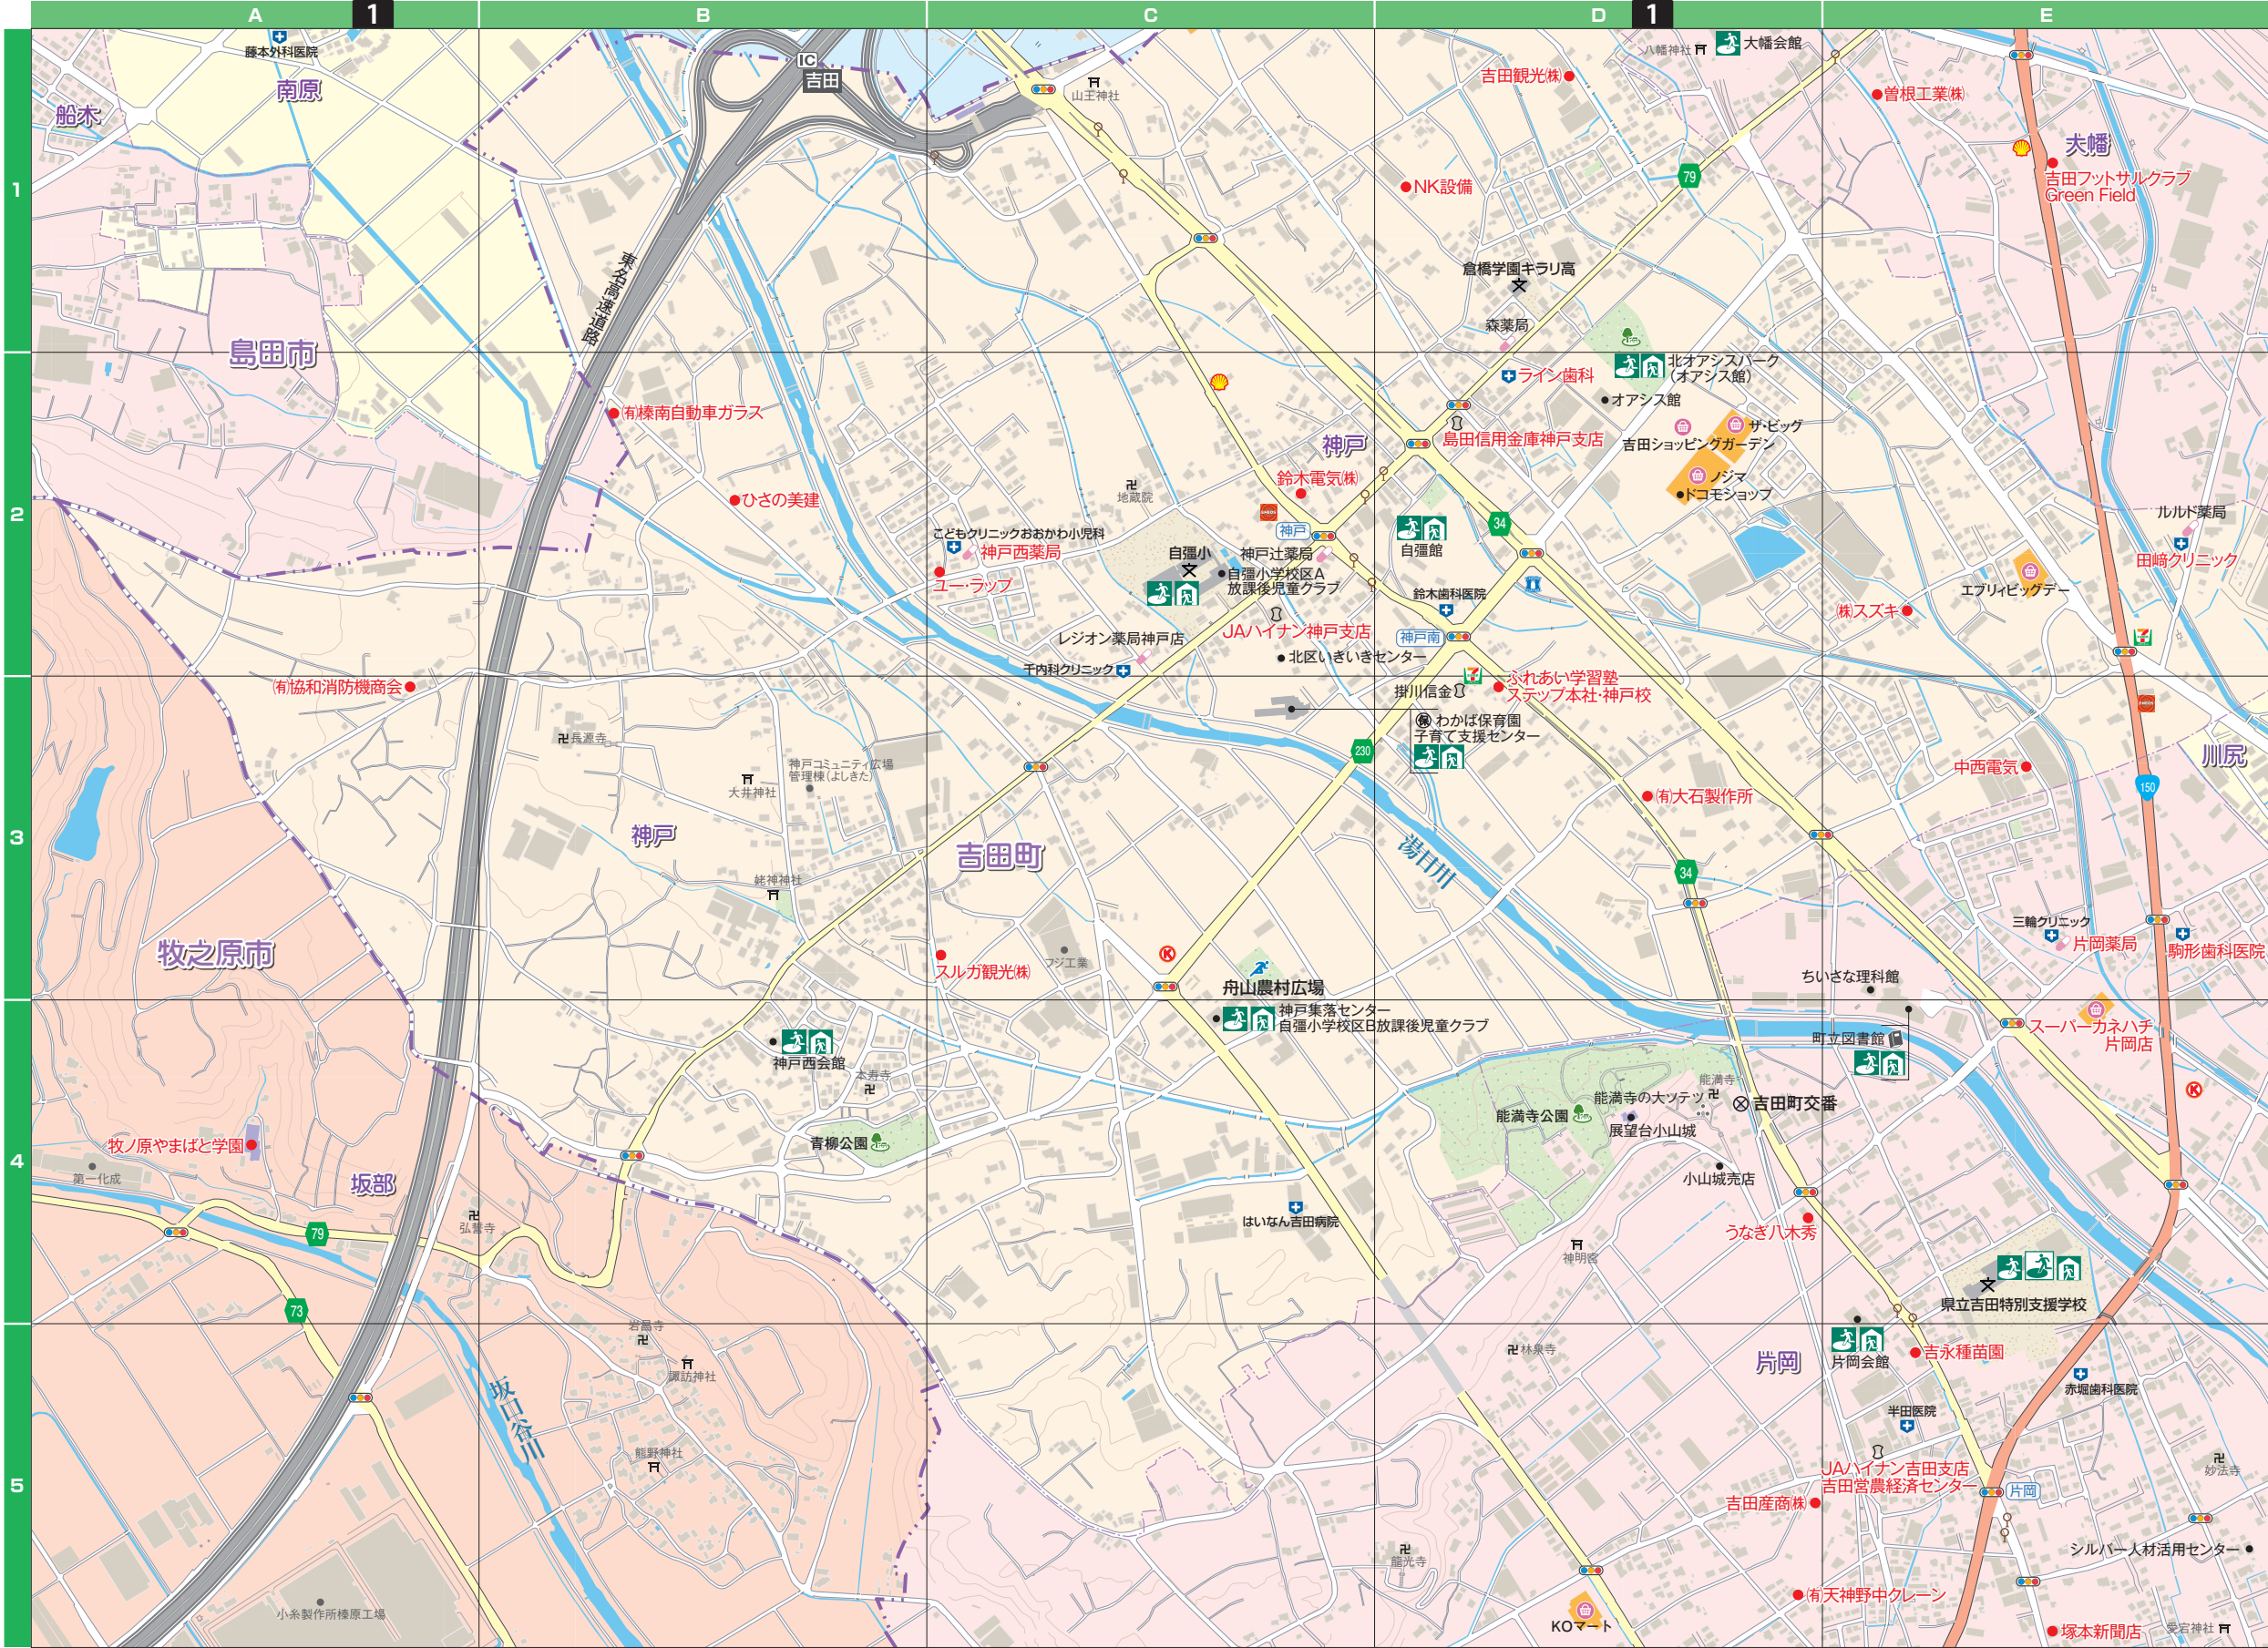 A
1
B
C
D
1
E
1
2
3
4
5
藤本外科医院
南原
船木
IC
吉田
山王神社
八幡神社
大幡会館
吉田観光㈱
曽根工業㈱
大幡
吉田フットサルクラブ
Green Field
79
NK設備
東名高速道路
倉橋学園キラリ高
森薬局
島田市
北オアシスパーク
(オアシス館)
ライン歯科
オアシス館
㈲榛南自動車ガラス
神戸
島田信用金庫神戸支店
ザ・ビッグ
吉田ショッピングガーデン
ノジマ
ドコモショップ
鈴木電気㈱
地蔵院
ひさの美建
ENEOS
神戸
34
自彊館
ルルド薬局
田﨑クリニック
こどもクリニックおおかわ小児科
神戸西薬局
ユー・ラップ
自彊小
神戸辻薬局
自彊小学校区A
放課後児童クラブ
鈴木歯科医院
エブリィビッグデー
㈱スズキ
JAハイナン神戸支店
神戸南
レジオン薬局神戸店
北区いきいきセンター
千内科クリニック
㈲協和消防機商会
掛川信金
ふれあい学習塾
ステップ本社・神戸校
保
わかば保育園
子育て支援センター
ENEOS
長源寺
大井神社
神戸コミュニティ広場
管理棟(よしきた)
230
川尻
中西電気
150
㈲大石製作所
神戸
吉田町
湯日川
34
姥神神社
三輪クリニック
片岡薬局
駒形歯科医院
牧之原市
スルガ観光㈱
フジ工業
K
舟山農村広場
ちいさな理科館
神戸集落センター
自彊小学校区B放課後児童クラブ
町立図書館
スーパーカネハチ
片岡店
神戸西会館
本寿寺
K
能満寺
能満寺の大ソテツ
吉田町交番
能満寺公園
展望台小山城
青柳公園
牧ノ原やまばと学園
第一化成
坂部
小山城売店
弘誓寺
はいなん吉田病院
うなぎ八木秀
神明宮
79
73
県立吉田特別支援学校
岩昌寺
諏訪神社
林泉寺
片岡
片岡会館
吉永種苗園
赤堀歯科医院
坂口谷川
半田医院
熊野神社
JAハイナン吉田支店
吉田営農経済センター
妙法寺
片岡
吉田産商㈱
龍光寺
シルバー人材活用センター
㈲天神野中クレーン
小糸製作所榛原工場
KOマート
塚本新聞店
愛宕神社